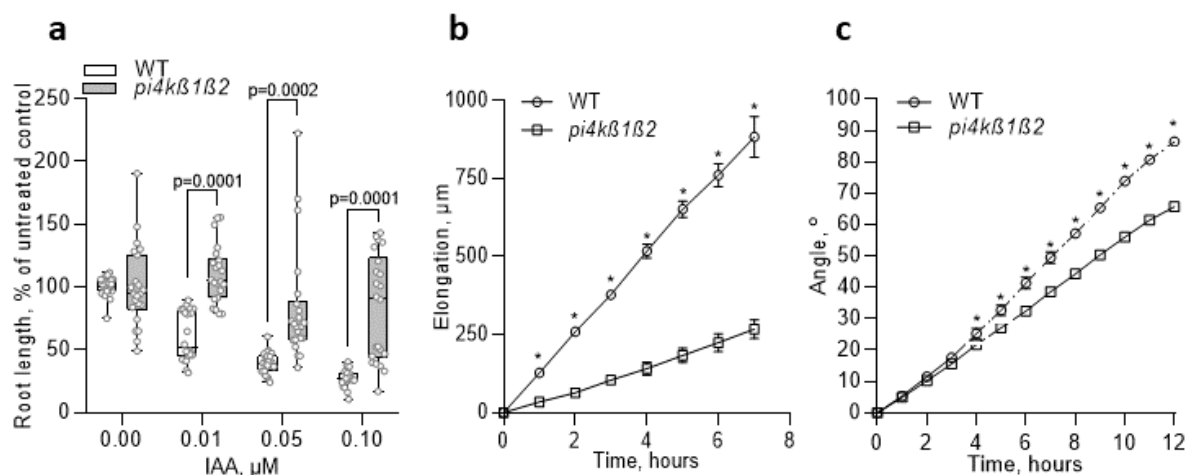 a
WT
pi4kß1ß2
Root length, % of untreated control
250
200
150
100
50
0
p=0.0001
p=0.0002
p=0.0001
0.00 0.01 0.05 0.10
IAA, µM
b
WT
pi4kß1ß2
Elongation, µm
1000
750
500
250
0
* * * * * * *
0 2 4 6 8
Time, hours
c
WT
pi4kß1ß2
Angle, °
100
90
80
70
60
50
40
30
20
10
0
* * * * * * * * *
0 2 4 6 8 10 12
Time, hours